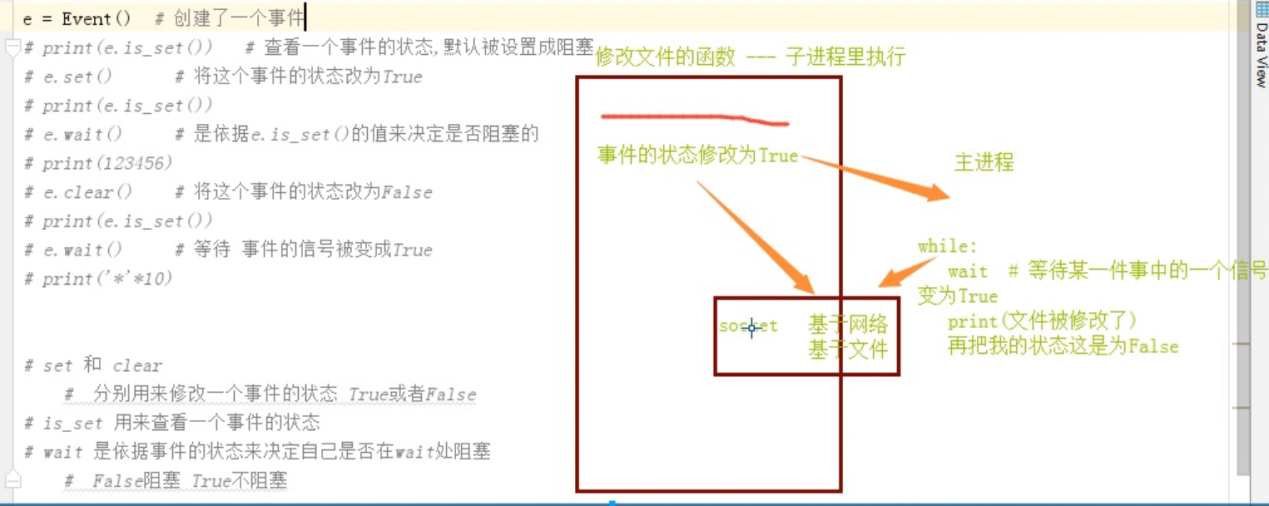 e = Event()  # 创建了一个事件
# print(e.is_set())   # 查看一个事件的状态,默认被设置成阻塞
# e.set()      # 将这个事件的状态改为True
# print(e.is_set())
# e.wait()     # 是依据e.is_set()的值来决定是否阻塞的
# print(123456)
# e.clear()    # 将这个事件的状态改为False
# print(e.is_set())
# e.wait()     # 等待 事件的信号被变成True
# print('*'*10)
# set 和 clear
#  分别用来修改一个事件的状态 True或者False
# is_set 用来查看一个事件的状态
# wait 是依据事件的状态来决定自己是否在wait处阻塞
#  False阻塞 True不阻塞
修改文件的函数 --- 子进程里执行
事件的状态修改为True
socket 基于网络
基于文件
主进程
while:
wait  # 等待某一件事中的一个信号
变为True
print(文件被修改了)
再把我的状态这是为False
Data View